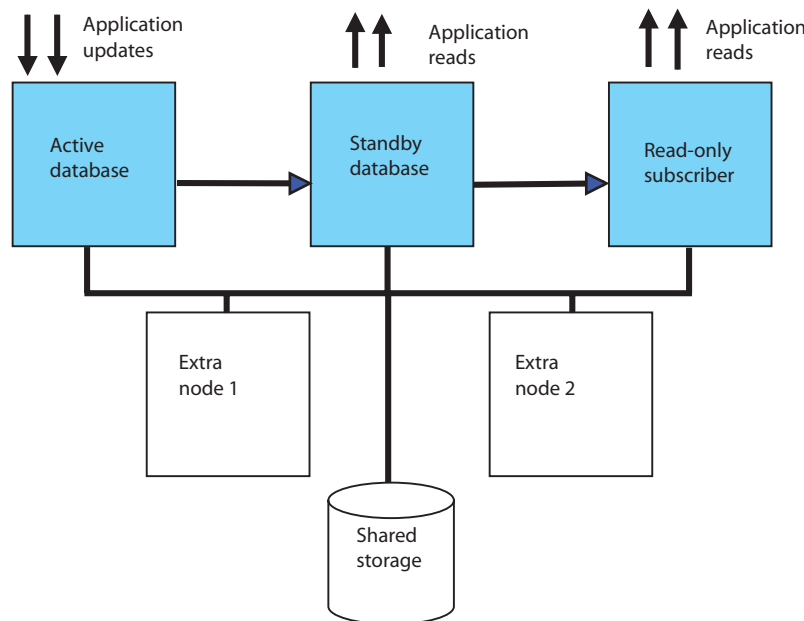 Application
updates
Application
reads
Application
reads
Active
database
Standby
database
Read-only
subscriber
Extra
node 1
Extra
node 2
Shared
storage